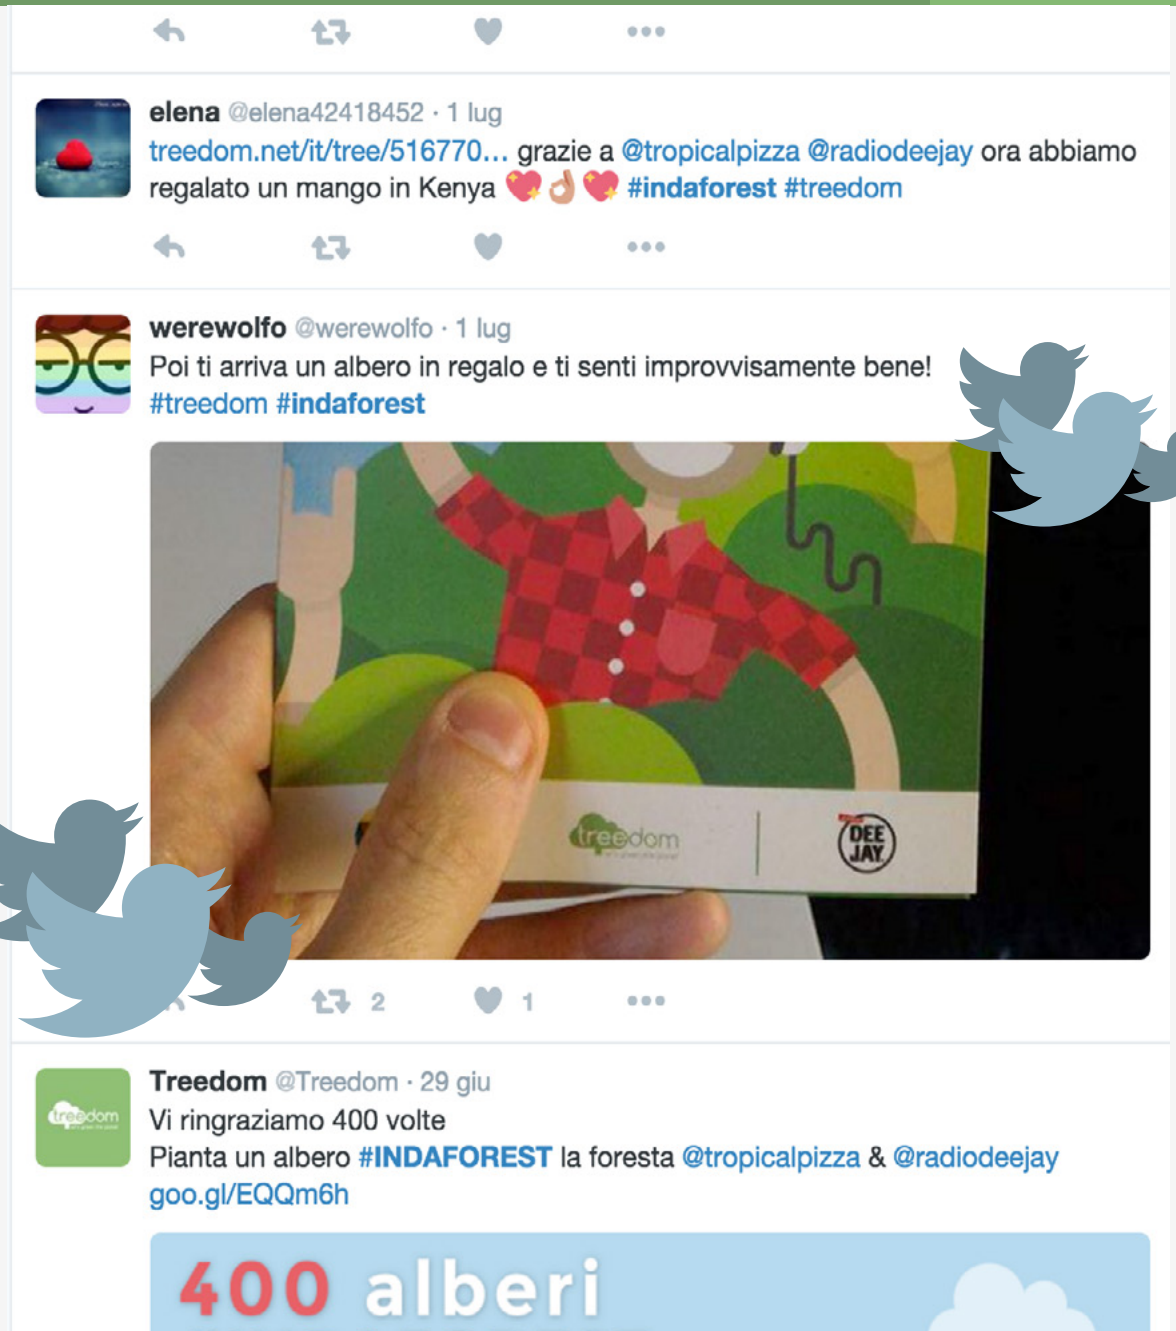 elena @elena42418452 · 1 lug
treedom.net/it/tree/516770... grazie a @tropicalpizza @radiodeejay ora abbiamo
regalato un mango in Kenya 💖👌🏽💖 #indaforest #treedom
werewolfo @werewolfo · 1 lug
Poi ti arriva un albero in regalo e ti senti improvvisamente bene!
#treedom #indaforest
treedom
DEE
JAY
2
1
Treedom @Treedom · 29 giu
treedom
Vi ringraziamo 400 volte
Pianta un albero #INDAFOREST la foresta @tropicalpizza & @radiodeejay
goo.gl/EQQm6h
400 alberi